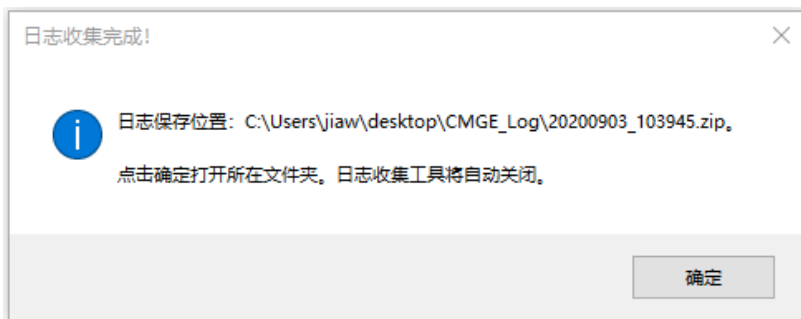 日志收集完成!
日志保存位置：C:\Users\jiaw\desktop\CMGE_Log\20200903_103945.zip。
点击确定打开所在文件夹。日志收集工具将自动关闭。
确定